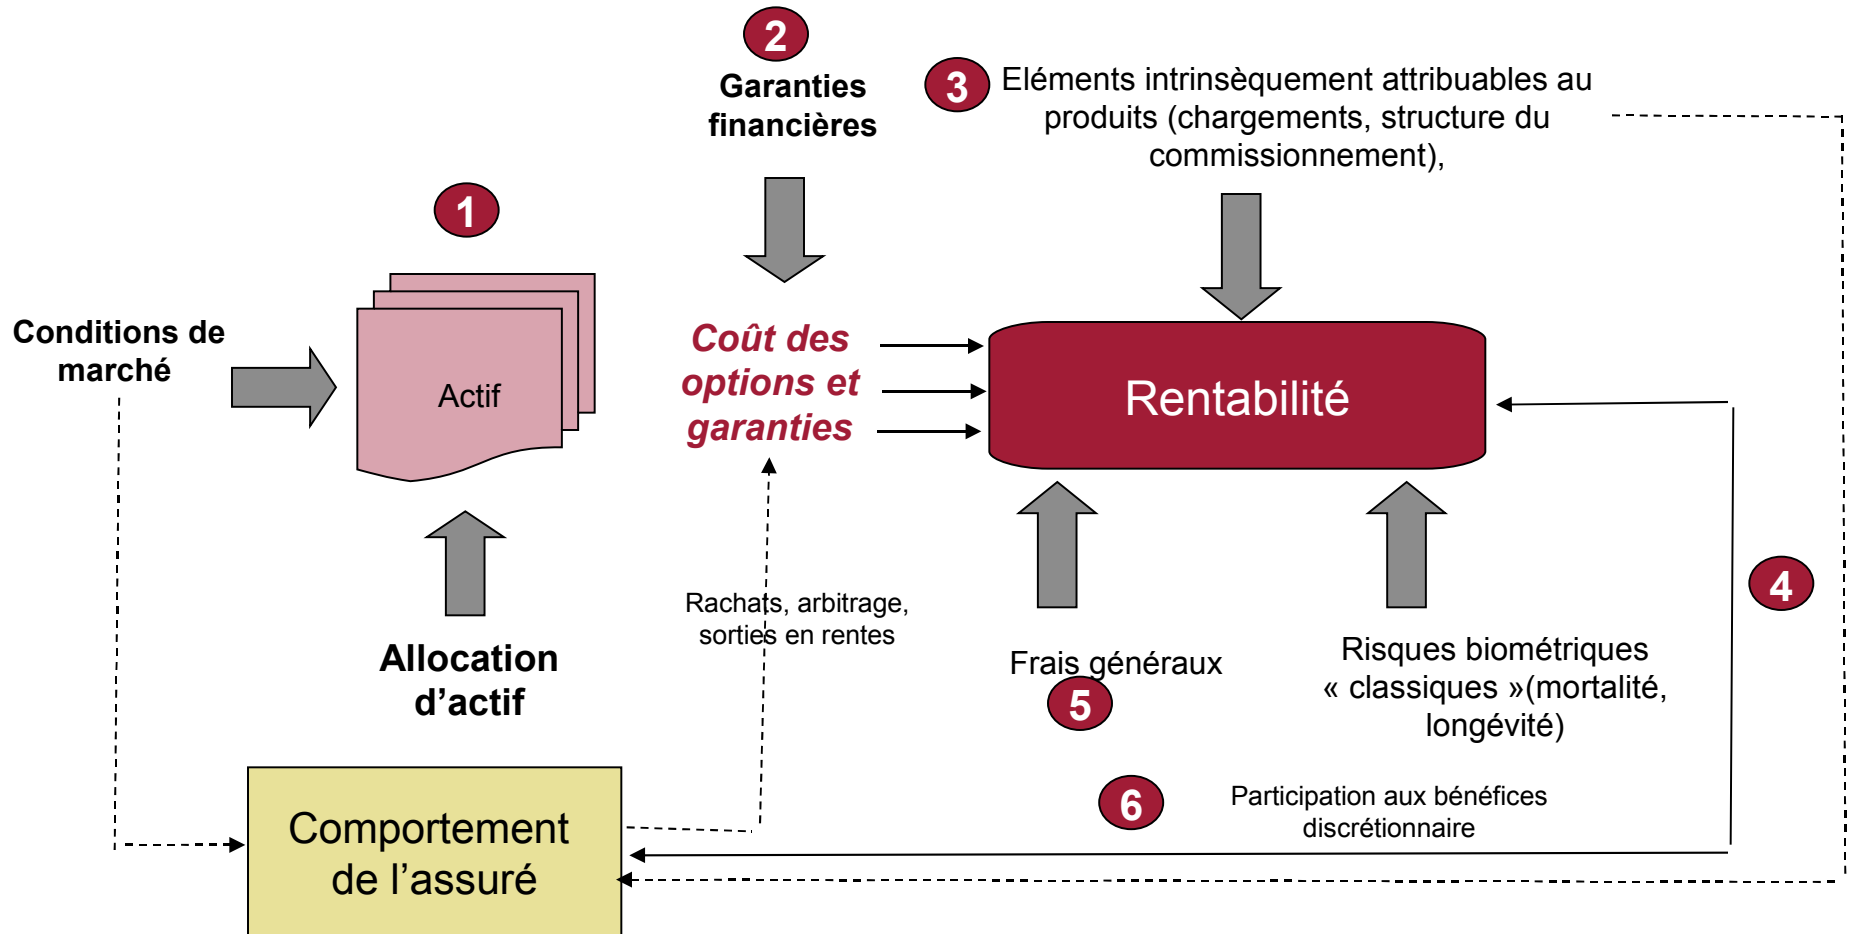 2
Garanties
financières
3
Eléments intrinsèquement attribuables au
produits (chargements, structure du
commissionnement),
1
Conditions de
marché
Actif
Coût des
options et
garanties
Rentabilité
4
Rachats, arbitrage,
sorties en rentes
Allocation
d’actif
Frais généraux
5
Risques biométriques
« classiques »(mortalité,
longévité)
6
Participation aux bénéfices
discrétionnaire
Comportement
de l’assuré